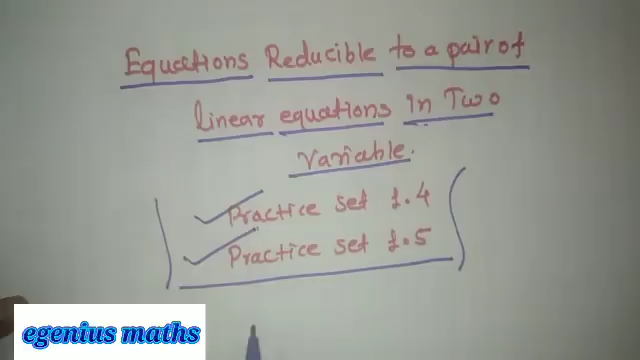 Equations Reducible to a pair of
linear equations in Two
variable.
Practice set 1.4
Practice set 1.5
egenius maths